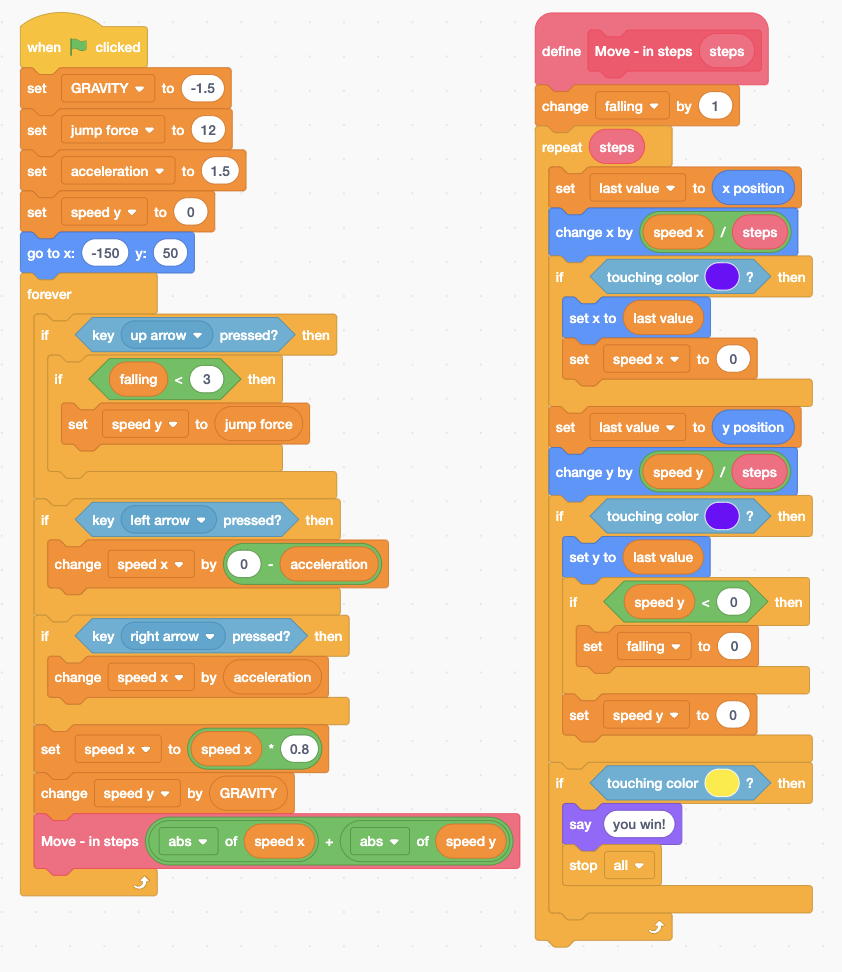 when clicked
set GRAVITY to -1.5
set jump force to 12
set acceleration to 1.5
set speed y to 0
go to x: -150 y: 50
forever
if key up arrow pressed? then
if falling < 3 then
set speed y to jump force
if key left arrow pressed? then
change speed x by 0 - acceleration
if key right arrow pressed? then
change speed x by acceleration
set speed x to speed x * 0.8
change speed y by GRAVITY
Move - in steps abs of speed x + abs of speed y
define Move - in steps steps
change falling by 1
repeat steps
set last value to x position
change x by speed x / steps
if touching color ? then
set x to last value
set speed x to 0
set last value to y position
change y by speed y / steps
if touching color ? then
set y to last value
if speed y < 0 then
set falling to 0
set speed y to 0
if touching color ? then
say you win!
stop all